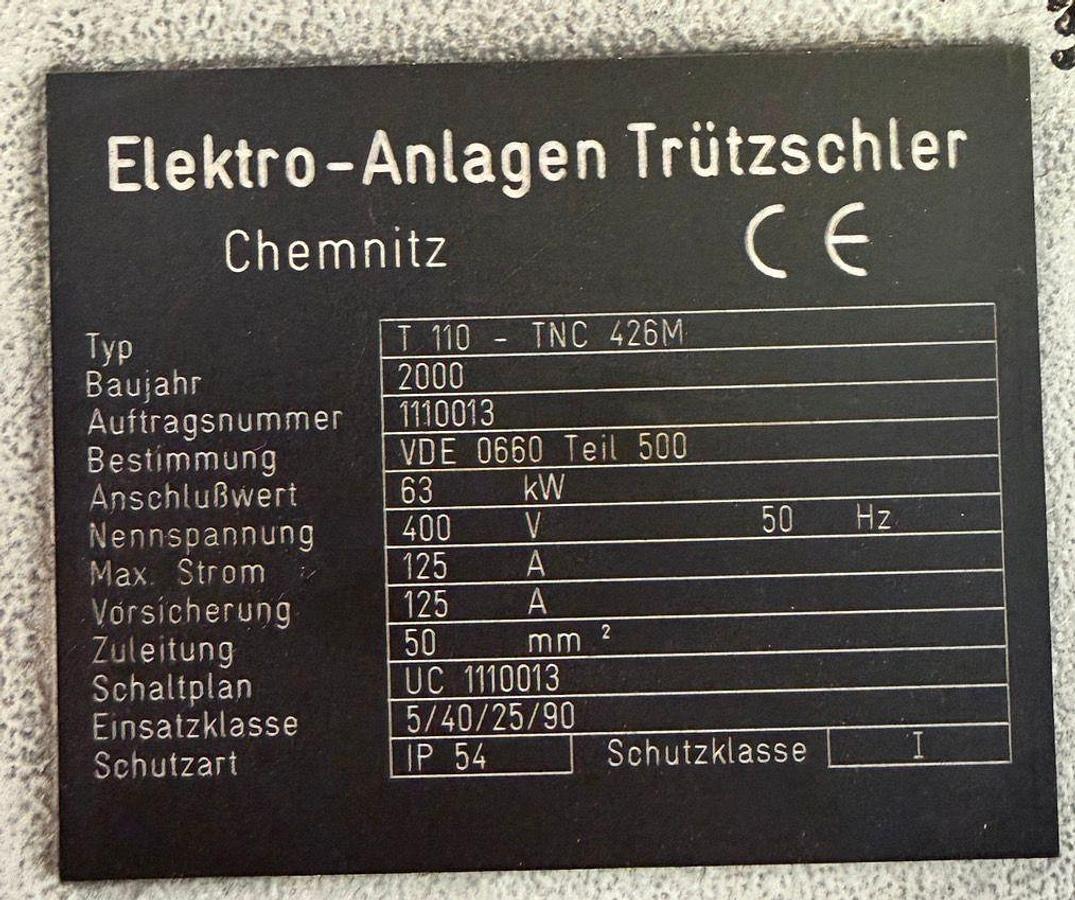 Elektro-Anlagen Trützschler
Chemnitz CE
Typ T 110 - TNC 426M
Baujahr 2000
Auftragsnummer 1110013
Bestimmung VDE 0660 Teil 500
Anschlußwert 63 kW
Nennspannung 400 V 50 Hz
Max. Strom 125 A
Vorsicherung 125 A
Zuleitung 50 mm ²
Schaltplan UC 1110013
Einsatzklasse 5/40/25/90
Schutzart IP 54 Schutzklasse I